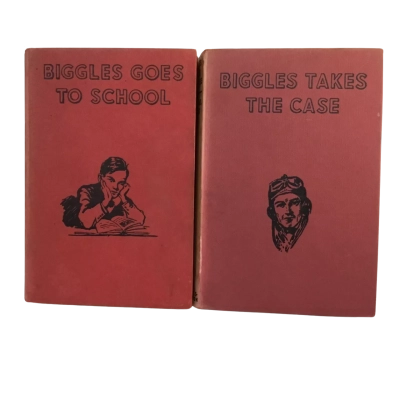 BIGGLES GOES
TO SCHOOL
BIGGLES TAKES
THE CASE